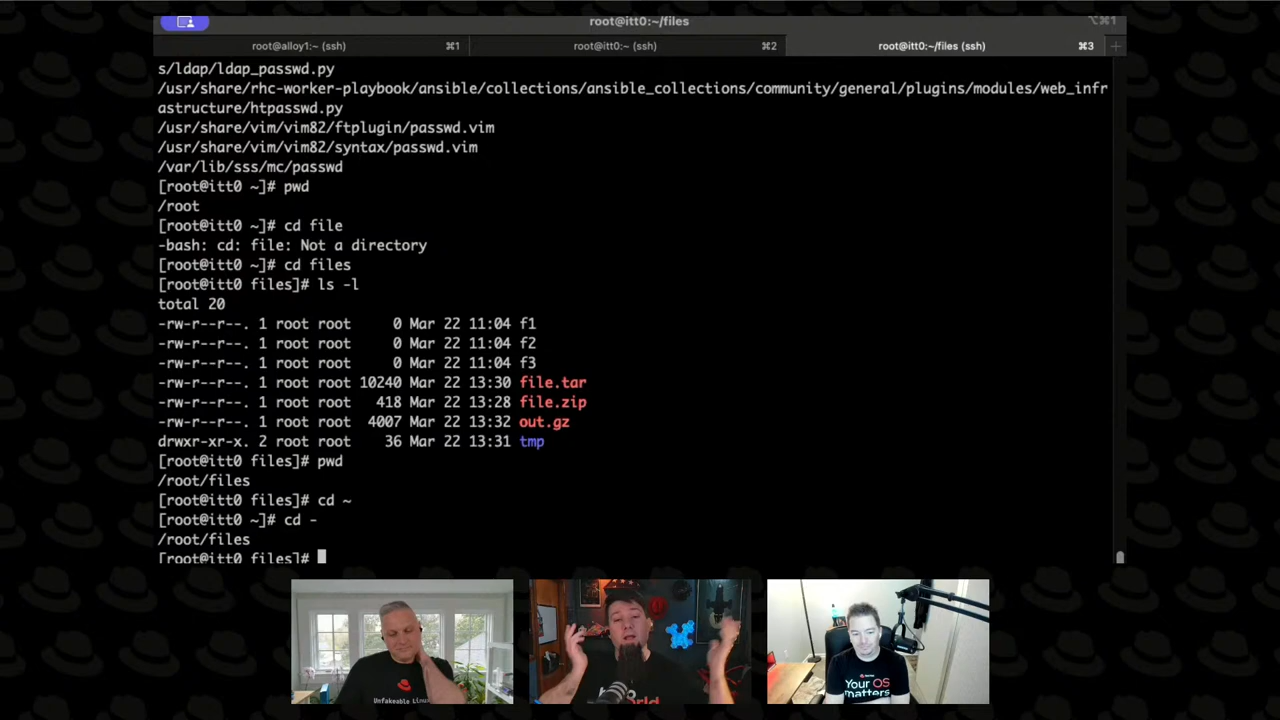 root@itt0:~/files
⌥⌘1
root@alloy1:~ (ssh) ⌘1 root@itt0:~ (ssh) ⌘2 root@itt0:~/files (ssh) ⌘3 +
s/ldap/ldap_passwd.py
/usr/share/rhc-worker-playbook/ansible/collections/ansible_collections/community/general/plugins/modules/web_infr
astructure/htpasswd.py
/usr/share/vim/vim82/ftplugin/passwd.vim
/usr/share/vim/vim82/syntax/passwd.vim
/var/lib/sss/mc/passwd
[root@itt0 ~]# pwd
/root
[root@itt0 ~]# cd file
-bash: cd: file: Not a directory
[root@itt0 ~]# cd files
[root@itt0 files]# ls -l
total 20
-rw-r--r--. 1 root root     0 Mar 22 11:04 f1
-rw-r--r--. 1 root root     0 Mar 22 11:04 f2
-rw-r--r--. 1 root root     0 Mar 22 11:04 f3
-rw-r--r--. 1 root root 10240 Mar 22 13:30 file.tar
-rw-r--r--. 1 root root   418 Mar 22 13:28 file.zip
-rw-r--r--. 1 root root  4007 Mar 22 13:32 out.gz
drwxr-xr-x. 2 root root    36 Mar 22 13:31 tmp
[root@itt0 files]# pwd
/root/files
[root@itt0 files]# cd ~
[root@itt0 ~]# cd -
/root/files
[root@itt0 files]#
Unfakeable Linux
Your OS
matters